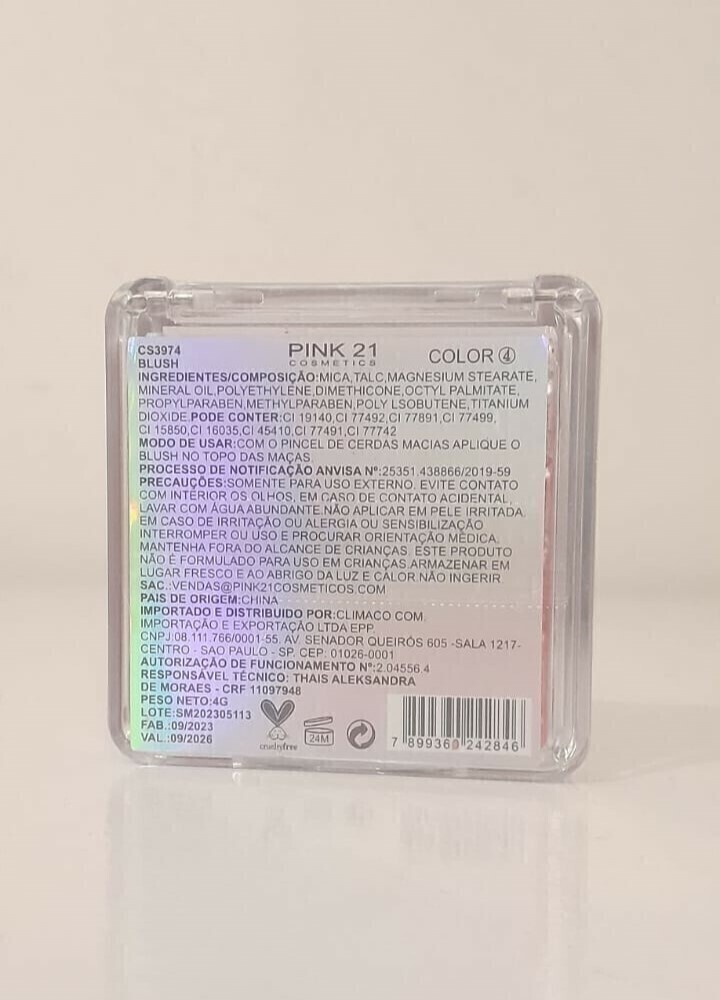 CS3974
BLUSH
PINK 21
COSMETICS
COLOR ④
INGREDIENTES/COMPOSIÇÃO:MICA,TALC,MAGNESIUM STEARATE,
MINERAL OIL,POLYETHYLENE,DIMETHICONE,OCTYL PALMITATE,
PROPYLPARABEN,METHYLPARABEN,POLY LSOBUTENE,TITANIUM
DIOXIDE.PODE CONTER:CI 19140,CI 77492,CI 77891,CI 77499,
CI 15850,CI 16035,CI 45410,CI 77491,CI 77742
MODO DE USAR:COM O PINCEL DE CERDAS MACIAS APLIQUE O
BLUSH NO TOPO DAS MAÇAS.
PROCESSO DE NOTIFICAÇÃO ANVISA Nº:25351.438866/2019-59
PRECAUÇÕES:SOMENTE PARA USO EXTERNO. EVITE CONTATO
COM INTERIOR OS OLHOS, EM CASO DE CONTATO ACIDENTAL,
LAVAR COM ÁGUA ABUNDANTE.NÃO APLICAR EM PELE IRRITADA.
EM CASO DE IRRITAÇÃO OU ALERGIA OU SENSIBILIZAÇÃO
INTERROMPER OU USO E PROCURAR ORIENTAÇÃO MÉDICA.
MANTENHA FORA DO ALCANCE DE CRIANÇAS. ESTE PRODUTO
NÃO É FORMULADO PARA USO EM CRIANÇAS.ARMAZENAR EM
LUGAR FRESCO E AO ABRIGO DA LUZ E CALOR.NÃO INGERIR
SAC.:VENDAS@PINK21COSMETICOS.COM
PAIS DE ORIGEM:CHINA
IMPORTADO E DISTRIBUIDO POR:CLIMACO COM.
IMPORTAÇÃO E EXPORTAÇÃO LTDA EPP.
CNPJ:08.111.766/0001-55. AV. SENADOR QUEIRÓS 605 -SALA 1217-
CENTRO - SAO PAULO - SP. CEP. 01026-0001
AUTORIZAÇÃO DE FUNCIONAMENTO Nº:2.04556.4
RESPONSÁVEL TÉCNICO: THAIS ALEKSANDRA
DE MORAES - CRF 11097948
PESO NETO:4G
LOTE:SM202305113
FAB.:09/2023
VAL.:09/2026
crueltyfree
24M
7 899360 242846